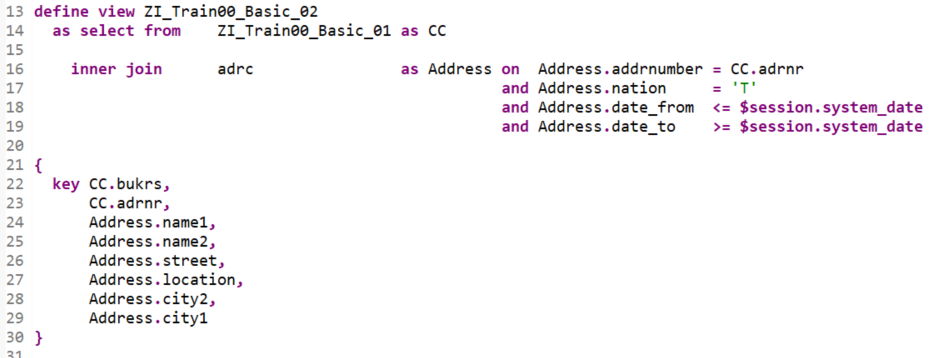 13 define view ZI_Train00_Basic_02
14   as select from    ZI_Train00_Basic_01 as CC
15
16     inner join      adrc                as Address on  Address.addrnumber = CC.adrnr
17                                                    and Address.nation     = 'T'
18                                                    and Address.date_from  <= $session.system_date
19                                                    and Address.date_to    >= $session.system_date
20
21 {
22   key CC.bukrs,
23       CC.adrnr,
24       Address.name1,
25       Address.name2,
26       Address.street,
27       Address.location,
28       Address.city2,
29       Address.city1
30 }
31